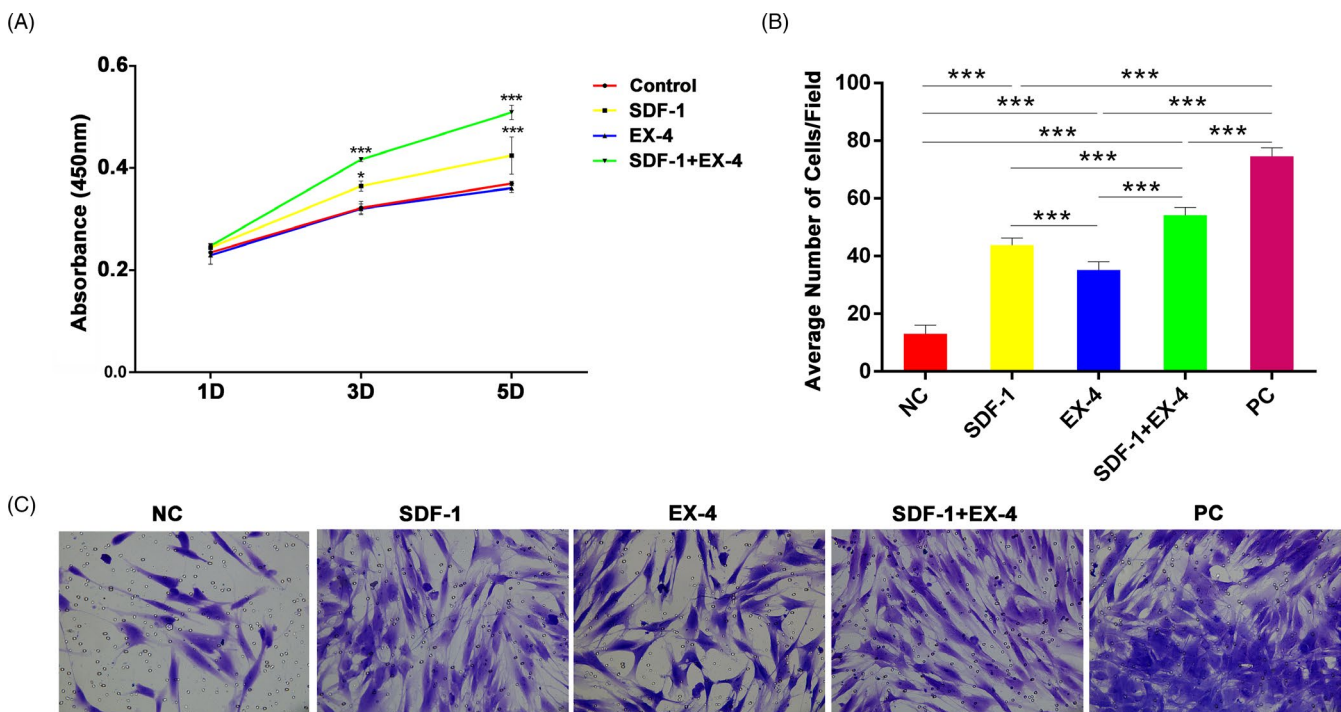 (A)
Absorbance (450nm)
0.6
0.4
0.2
0.0
1D
3D
5D
***
*
***
***
Control
SDF-1
EX-4
SDF-1+EX-4
(B)
Average Number of Cells/Field
100
80
60
40
20
0
*** ***
*** ***
*** ***
***
***
***
NC
SDF-1
EX-4
SDF-1+EX-4
PC
(C)
NC SDF-1 EX-4 SDF-1+EX-4 PC